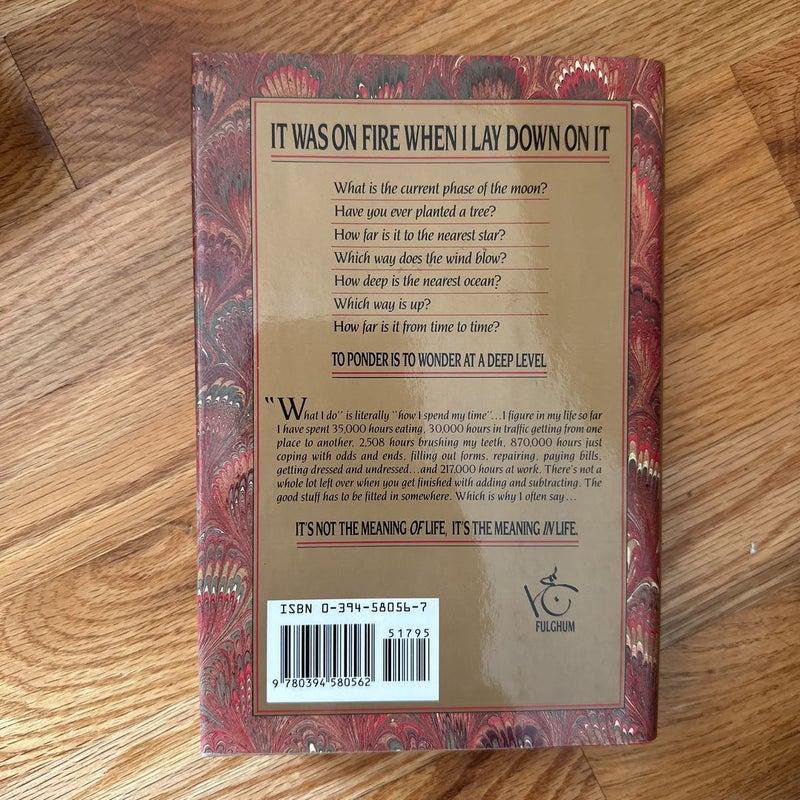 IT WAS ON FIRE WHEN I LAY DOWN ON IT
What is the current phase of the moon?
Have you ever planted a tree?
How far is it to the nearest star?
Which way does the wind blow?
How deep is the nearest ocean?
Which way is up?
How far is it from time to time?
TO PONDER IS TO WONDER AT A DEEP LEVEL
"What I do" is literally "how I spend my time"...I figure in my life so far
I have spent 35,000 hours eating, 30,000 hours in traffic getting from one
place to another, 2,508 hours brushing my teeth, 870,000 hours just
coping with odds and ends, filling out forms, repairing, paying bills,
getting dressed and undressed...and 217,000 hours at work. There's not a
whole lot left over when you get finished with adding and subtracting. The
good stuff has to be fitted in somewhere. Which is why I often say...
IT'S NOT THE MEANING OF LIFE, IT'S THE MEANING IN LIFE.
FULGHUM
ISBN 0-394-58056-7
51795
9 780394 580562